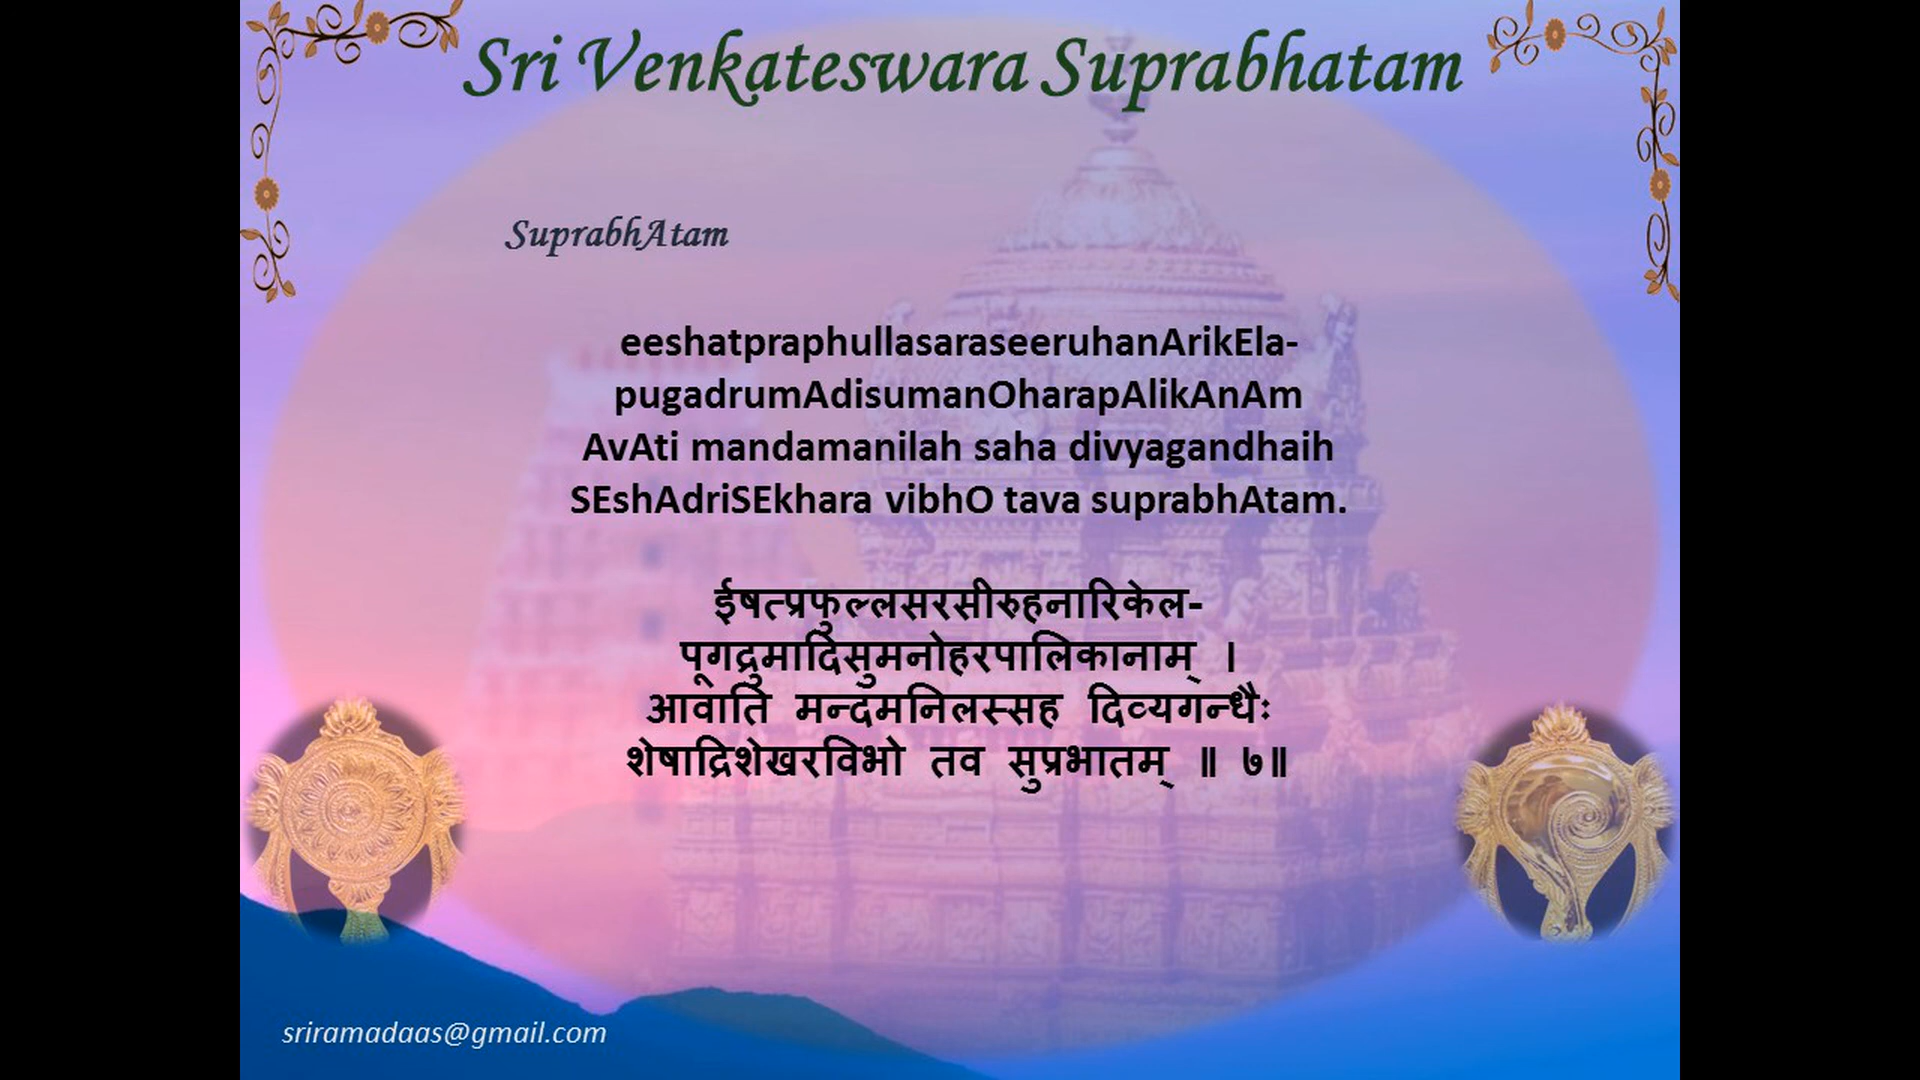 Sri Venkateswara Suprabhatam
SuprabhAtam
eeshatpraphullasaraseeruhanArikEla-
pugadrumAdisumanOharapAlikAnAm
AvAti mandamanilah saha divyagandhaih
SEshAdriSEkhara vibhO tava suprabhAtam.
ईषत्प्रफुल्लसरसीरुहनारिकेल-
पूगद्रुमादिसुमनोहरपालिकानाम् ।
आवाति मन्दमनिलस्सह दिव्यगन्धैः
शेषाद्रिशेखरविभो तव सुप्रभातम् ॥ ७॥
sriramadaas@gmail.com